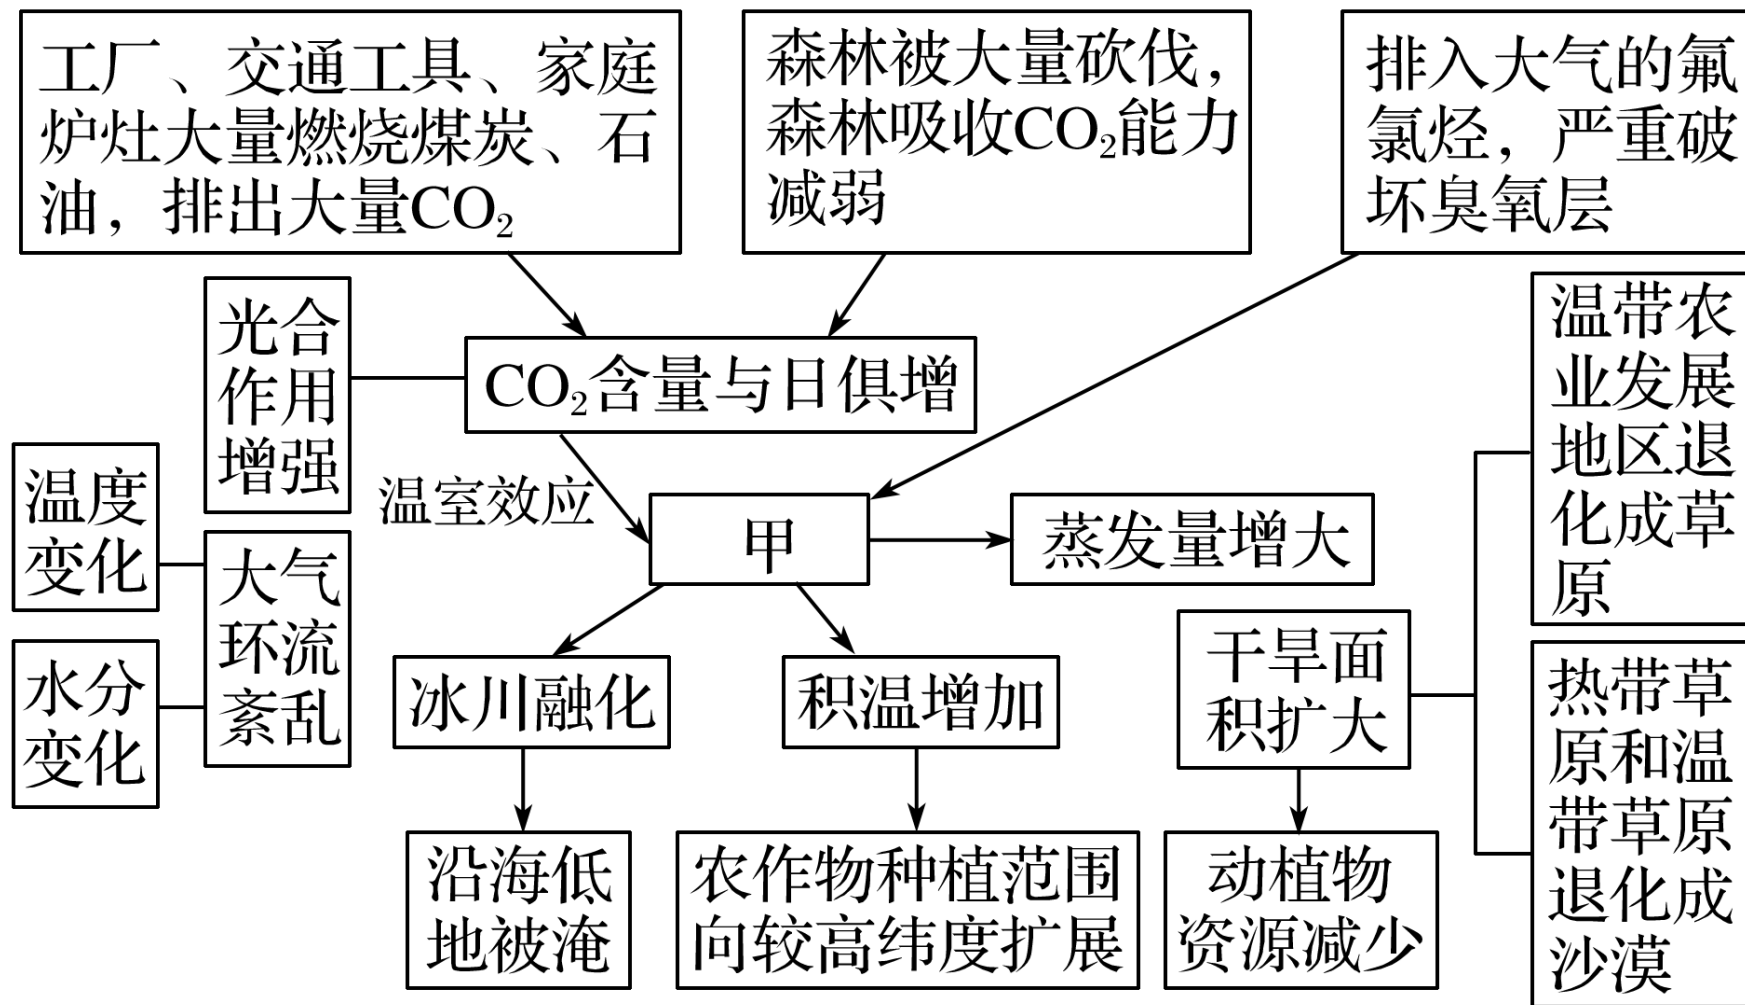 工厂、交通工具、家庭
炉灶大量燃烧煤炭、石
油，排出大量CO₂
森林被大量砍伐，
森林吸收CO₂能力
减弱
排入大气的氟
氯烃，严重破
坏臭氧层
光合
作用
增强
CO₂含量与日俱增
温带农
业发展
地区退
化成草
原
温度
变化
温室效应
甲
蒸发量增大
大气
环流
紊乱
水分
变化
冰川融化
积温增加
干旱面
积扩大
热带草
原和温
带草原
退化成
沙漠
沿海低
地被淹
农作物种植范围
向较高纬度扩展
动植物
资源减少